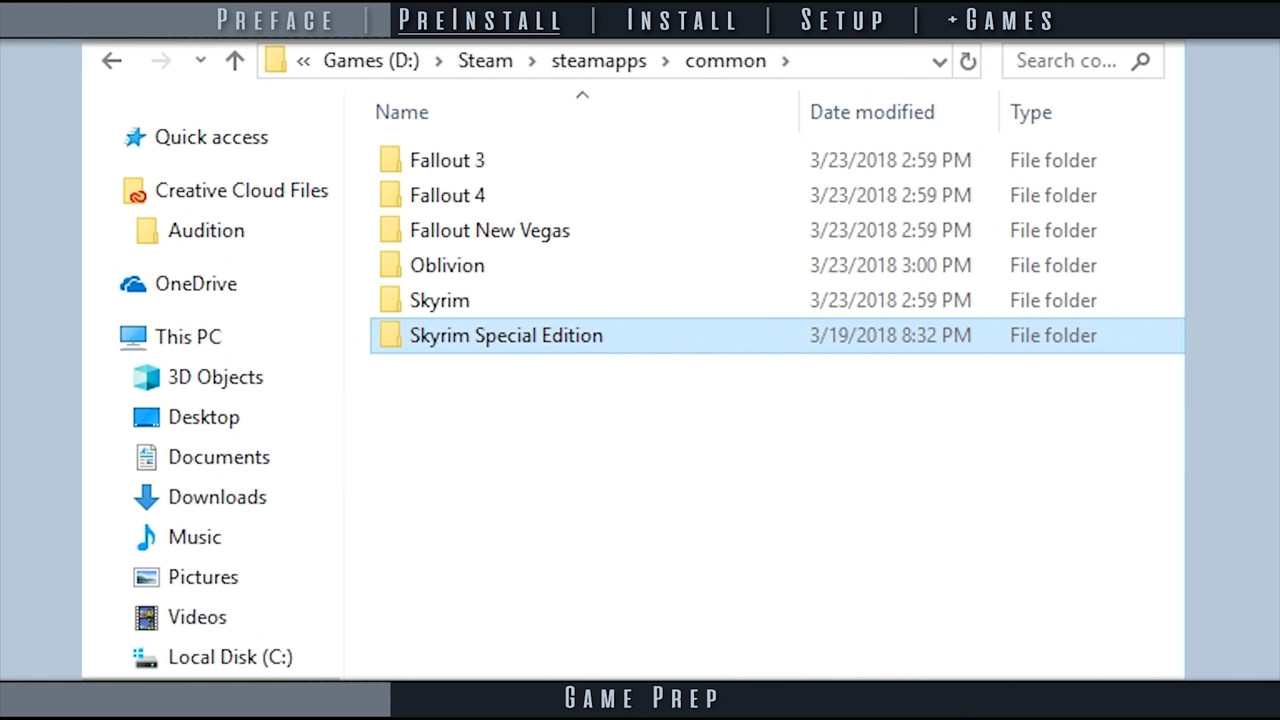 Preface | PreInstall | Install | Setup | +Games
« Games (D:) > Steam > steamapps > common >
Search co...
Name Date modified Type
Quick access
Creative Cloud Files
Audition
OneDrive
This PC
3D Objects
Desktop
Documents
Downloads
Music
Pictures
Videos
Local Disk (C:)
Fallout 3 3/23/2018 2:59 PM File folder
Fallout 4 3/23/2018 2:59 PM File folder
Fallout New Vegas 3/23/2018 2:59 PM File folder
Oblivion 3/23/2018 3:00 PM File folder
Skyrim 3/23/2018 2:59 PM File folder
Skyrim Special Edition 3/19/2018 8:32 PM File folder
Game Prep